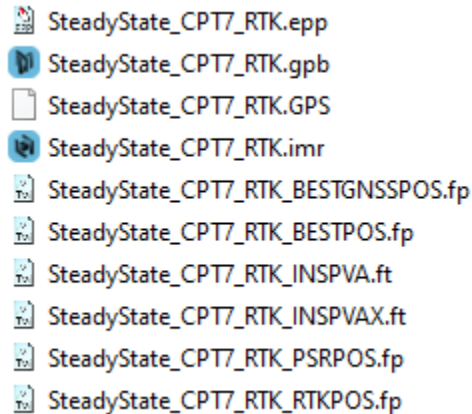 SteadyState_CPT7_RTK.epp
SteadyState_CPT7_RTK.gpb
SteadyState_CPT7_RTK.GPS
SteadyState_CPT7_RTK.imr
SteadyState_CPT7_RTK_BESTGNSSPOS.fp
SteadyState_CPT7_RTK_BESTPOS.fp
SteadyState_CPT7_RTK_INSPVA.ft
SteadyState_CPT7_RTK_INSPVAX.ft
SteadyState_CPT7_RTK_PSRPOS.fp
SteadyState_CPT7_RTK_RTKPOS.fp